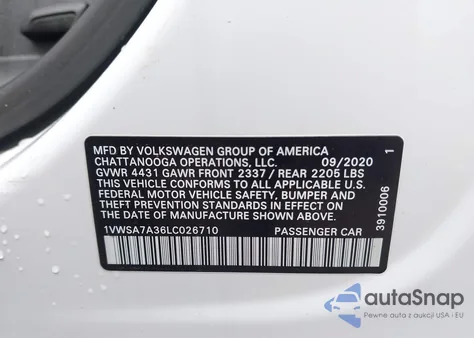 MFD BY VOLKSWAGEN GROUP OF AMERICA
CHATTANOOGA OPERATIONS, LLC. 09/2020
GVWR 4431 GAWR FRONT 2337 / REAR 2205 LBS
THIS VEHICLE CONFORMS TO ALL APPLICABLE U.S.
FEDERAL MOTOR VEHICLE SAFETY, BUMPER AND
THEFT PREVENTION STANDARDS IN EFFECT ON THE
DATE OF MANUFACTURE SHOWN ABOVE.
1VWSA7A36LC026710 PASSENGER CAR
3910006 1
autaSnap
Pewne auta z USA i EU